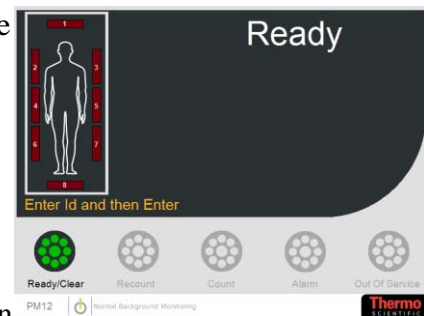 e
Ready
1
2 3
4 5
6 7
8
Enter Id and then Enter
Ready/Clear Recount Count Alarm Out Of Service
PM12 Normal Background Monitoring Thermo
SCIENTIFIC
n